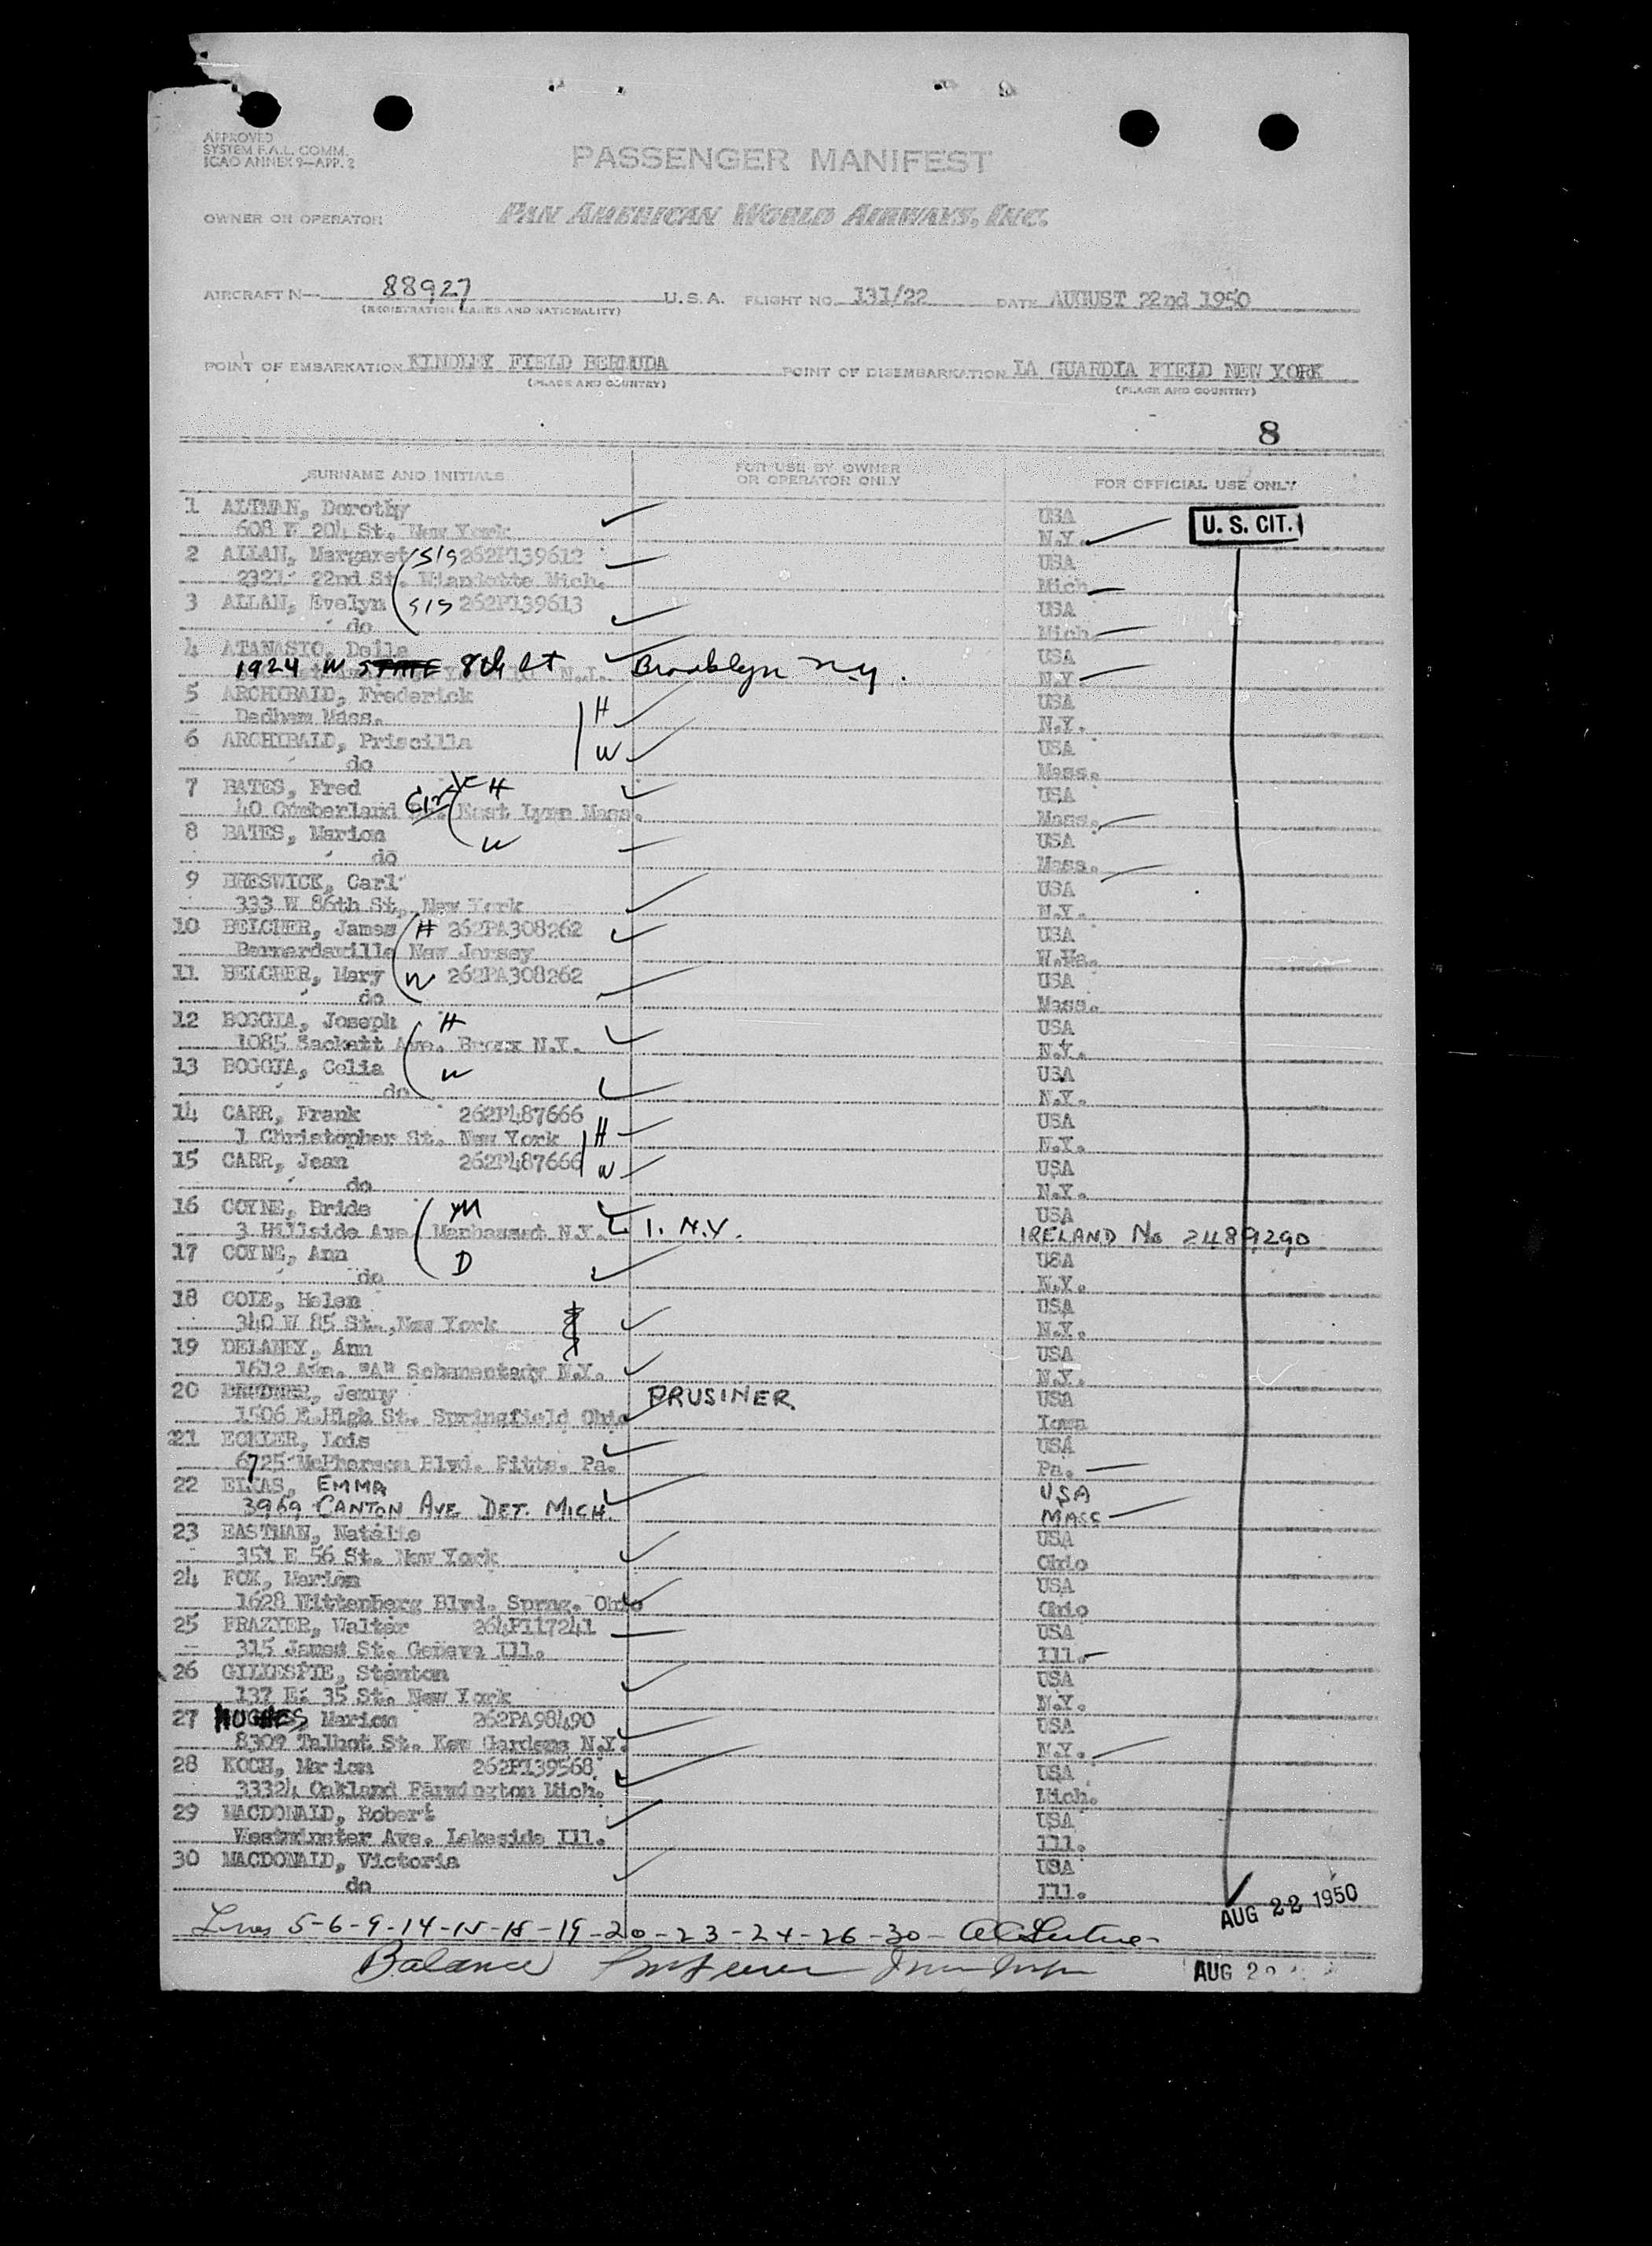 APPROVED
SYSTEM F.A.L. COMM.
ICAO ANNEX 9—APP. 2
PASSENGER MANIFEST
OWNER OR OPERATOR PAN AMERICAN WORLD AIRWAYS, INC.
AIRCRAFT N— 88927 U.S.A. FLIGHT NO. 131/22 DATE AUGUST 22nd 1950
(REGISTRATION MARKS AND NATIONALITY)
POINT OF EMBARKATION KINDLEY FIELD BERMUDA POINT OF DISEMBARKATION LA GUARDIA FIELD NEW YORK
(PLACE AND COUNTRY) (PLACE AND COUNTRY)
8
SURNAME AND INITIALS FOR USE BY OWNER OR OPERATOR ONLY FOR OFFICIAL USE ONLY
1 ALTMAN, Dorothy USA U. S. CIT.
608 E 204 St. New York N.Y.
2 ALLAN, Margaret SIS 262P139612 USA
2321 22nd St. Wiandotte Mich. Mich
3 ALLAN, Evelyn SIS 262P139613 USA
do Mich.
4 ATANASIO, Delle USA
1924 W STATE 8th St Brooklyn N.Y. N.Y.
5 ARCHIBALD, Frederick H USA
Dedham Mass. N.Y.
6 ARCHIBALD, Priscilla W USA
do Mass.
7 BATES, Fred H USA
40 Cumberland St. Cir East Lynn Mass. Mass.
8 BATES, Marion W USA
do Mass.
9 BRESWICK, Carl USA
333 W 86th St. New York N.Y.
10 BELCHER, James H 262PA308262 USA
Bernardsville New Jersey W.Va.
11 BELCHER, Mary W 262PA308262 USA
do Mass.
12 BOGGIA, Joseph H USA
1085 Sackett Ave. Bronx N.Y. N.Y.
13 BOGGIA, Celia W USA
do N.Y.
14 CARR, Frank 262P487666 USA
1 Christopher St. New York H N.Y.
15 CARR, Jean 262P487666 W USA
do N.Y.
16 COYNE, Bride M USA
3 Hillside Ave Manhasset N.Y. 1. N.Y. IRELAND No 2489290
17 COYNE, Ann D USA
do N.Y.
18 COLE, Helen USA
340 W 85 St., New York N.Y.
19 DELANEY, Ann USA
1612 Ave. "A" Schenectady N.Y. N.Y.
20 Jenny PRUSINER USA
1506 E High St. Springfield Ohio Iowa
21 ECKLER, Lois USA
6725 McPherson Blvd. Pitts. Pa. Pa.
22 ELIAS, EMMA USA
3969 CANTON AVE DET. MICH. MASS
23 EASTMAN, Natalie USA
351 E 56 St. New York Ohio
24 FOX, Marion USA
1628 Wittenberg Blvd. Sprng. Ohio Ohio
25 FRAZIER, Walter 264P117241 USA
315 James St. Geneva Ill. Ill.
26 GILLESPIE, Stanton USA
137 E. 35 St. New York N.Y.
27 HUGHES, Marion 262PA98490 USA
8309 Talbot St. Kew Gardens N.Y. N.Y.
28 KOCH, Marion 262P139568 USA
33324 Oakland Farmington Mich. Mich.
29 MACDONALD, Robert USA
Westminster Ave. Lakeside Ill. Ill.
30 MACDONALD, Victoria USA
do Ill.
AUG 22 1950
Lines 5-6-9-14-15-18-19-20-23-24-26-30-
Balance AUG 22